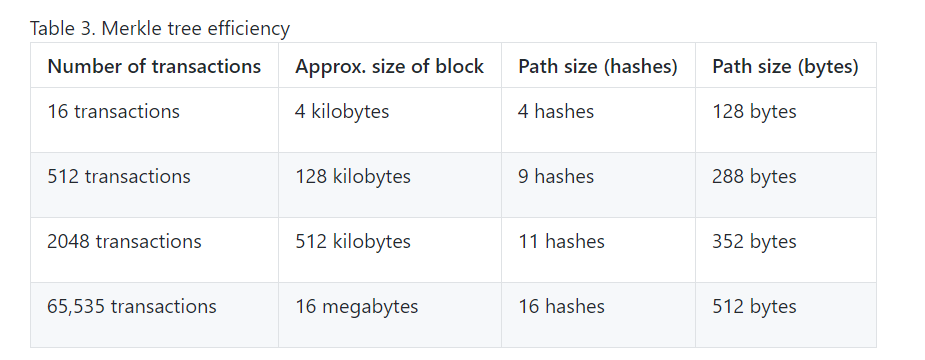 Table 3. Merkle tree efficiency
Number of transactions Approx. size of block Path size (hashes) Path size (bytes)
16 transactions 4 kilobytes 4 hashes 128 bytes
512 transactions 128 kilobytes 9 hashes 288 bytes
2048 transactions 512 kilobytes 11 hashes 352 bytes
65,535 transactions 16 megabytes 16 hashes 512 bytes